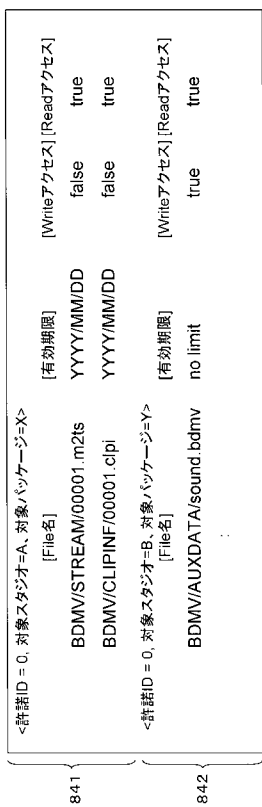 <許諾ID = 0, 対象スタジオ=A、対象パッケージ=X>
[File名] [有効期限] [Writeアクセス] [Readアクセス]
841
BDMV/STREAM/00001.m2ts YYYY/MM/DD false true
BDMV/CLIPINF/00001.clpi YYYY/MM/DD false true
<許諾ID = 0, 対象スタジオ=B、対象パッケージ=Y>
[File名] [有効期限] [Writeアクセス] [Readアクセス]
842
BDMV/AUXDATA/sound.bdmv no limit true true
: